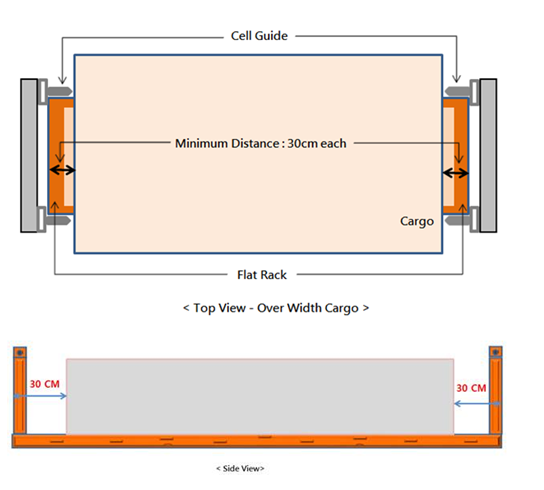 Cell Guide
Minimum Distance : 30cm each
Cargo
Flat Rack
< Top View - Over Width Cargo >
30 CM
30 CM
< Side View>